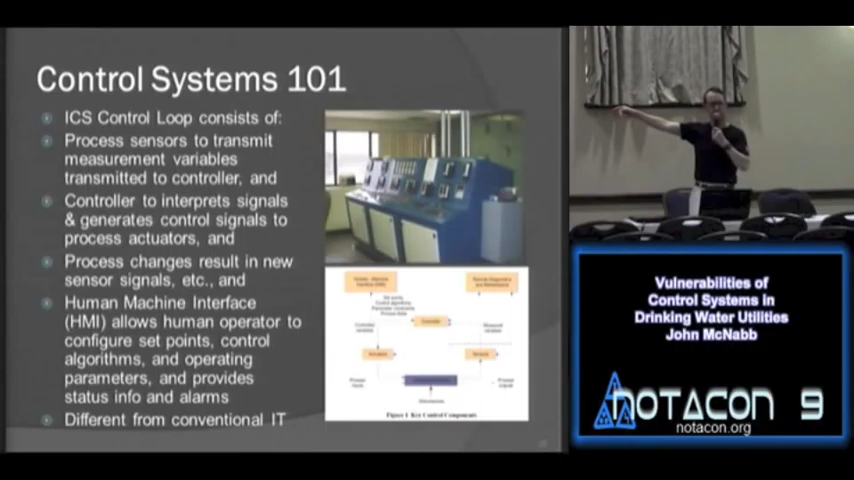 Control Systems 101
ICS Control Loop consists of:
Process sensors to transmit
measurement variables
transmitted to controller, and
Controller to interprets signals
& generates control signals to
process actuators, and
Process changes result in new
sensor signals, etc., and
Human Machine Interface
(HMI) allows human operator to
configure set points, control
algorithms, and operating
parameters, and provides
status info and alarms
Different from conventional IT
Controller
Actuators
Sensors
Figure 1 Key Control Components
Vulnerabilities of
Control Systems in
Drinking Water Utilities
John McNabb
NOTACON 9
notacon.org